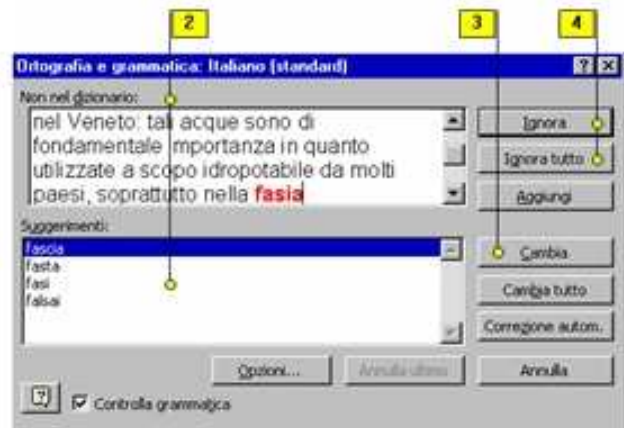 2 3 4
Ortografia e grammatica: Italiano (standard)
Non nel dizionario:
nel Veneto: tali acque sono di
fondamentale importanza in quanto
utilizzate a scopo idropotabile da molti
paesi, soprattutto nella fasia
Ignora
Ignora tutto
Aggiungi
Suggerimenti:
fascia
fasta
fasi
falsai
Cambia
Cambia tutto
Correzione autom.
Opzioni...
Annulla ultimo
Annulla
Controlla grammatica